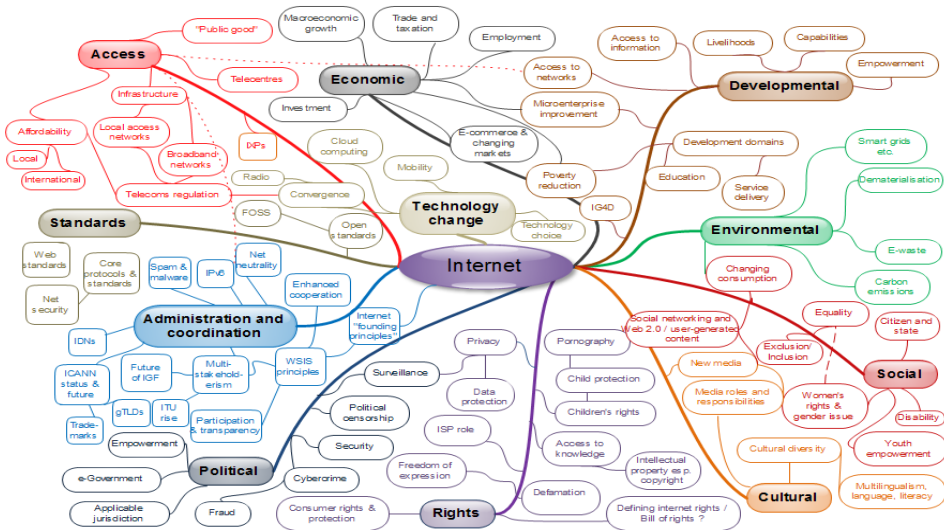 "Public good"
Access
Telecentres
Infrastructure
Affordability
Local access
networks
Local
Broadband
networks
International
Telecoms regulation
IXPs
Macroeconomic
growth
Trade and
taxation
Employment
Economic
Investment
E-commerce &
changing
markets
Access to
networks
Microenterprise
improvement
Access to
information
Livelihoods
Capabilities
Empowerment
Developmental
Development domains
Poverty
reduction
Education
Service
delivery
IG4D
Cloud
computing
Mobility
Radio
Convergence
Technology
change
Technology
choice
Standards
FOSS
Open
standards
Web
standards
Core
protocols &
standards
Net
security
Internet
Smart grids
etc.
Dematerialisation
Environmental
E-waste
Carbon
emissions
Changing
consumption
Spam &
malware
IPv6
Net
neutrality
Enhanced
cooperation
Administration and
coordination
Internet
"founding
principles"
IDNs
ICANN
status &
future
Future
of IGF
Multi-
stakehold-
erism
WSIS
principles
gTLDs
ITU
rise
Trade-
marks
Participation
& transparency
Social networking and
Web 2.0 / user-generated
content
Equality
Citizen and
state
Exclusion/
Inclusion
Social
Women's
rights &
gender issue
Disability
Youth
empowerment
New media
Media roles and
responsibilities
Cultural diversity
Multilingualism,
language, literacy
Cultural
Surveillance
Political
censorship
Empowerment
Security
Political
Cybercrime
e-Government
Applicable
jurisdiction
Fraud
Privacy
Pornography
Data
protection
Child protection
Children's rights
ISP role
Access to
knowledge
Intellectual
property esp.
copyright
Freedom of
expression
Defamation
Consumer rights &
protection
Rights
Defining internet rights /
Bill of rights ?